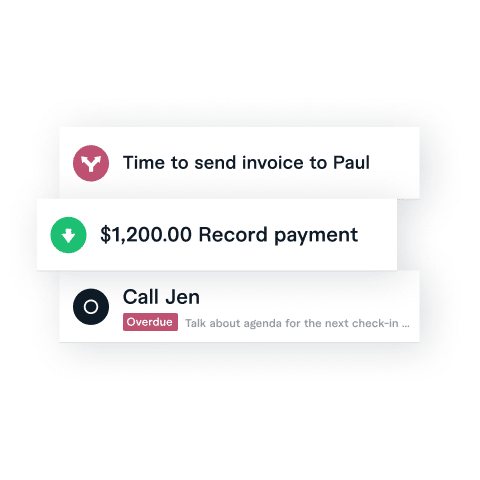 Time to send invoice to Paul
$1,200.00 Record payment
Call Jen
Overdue Talk about agenda for the next check-in ...